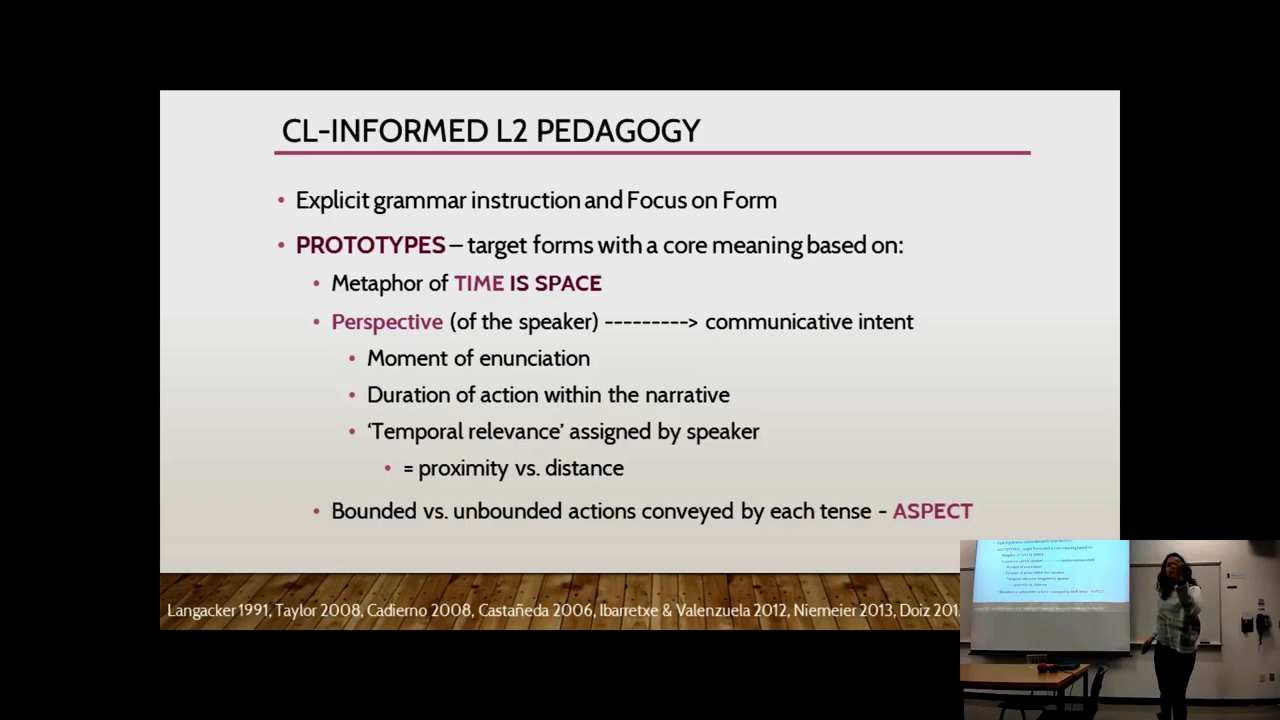 CL-INFORMED L2 PEDAGOGY
• Explicit grammar instruction and Focus on Form
• PROTOTYPES – target forms with a core meaning based on:
• Metaphor of TIME IS SPACE
• Perspective (of the speaker) ---------> communicative intent
• Moment of enunciation
• Duration of action within the narrative
• ‘Temporal relevance’ assigned by speaker
• = proximity vs. distance
• Bounded vs. unbounded actions conveyed by each tense - ASPECT
Langacker 1991, Taylor 2008, Cadierno 2008, Castañeda 2006, Ibarretxe & Valenzuela 2012, Niemeier 2013, Doiz